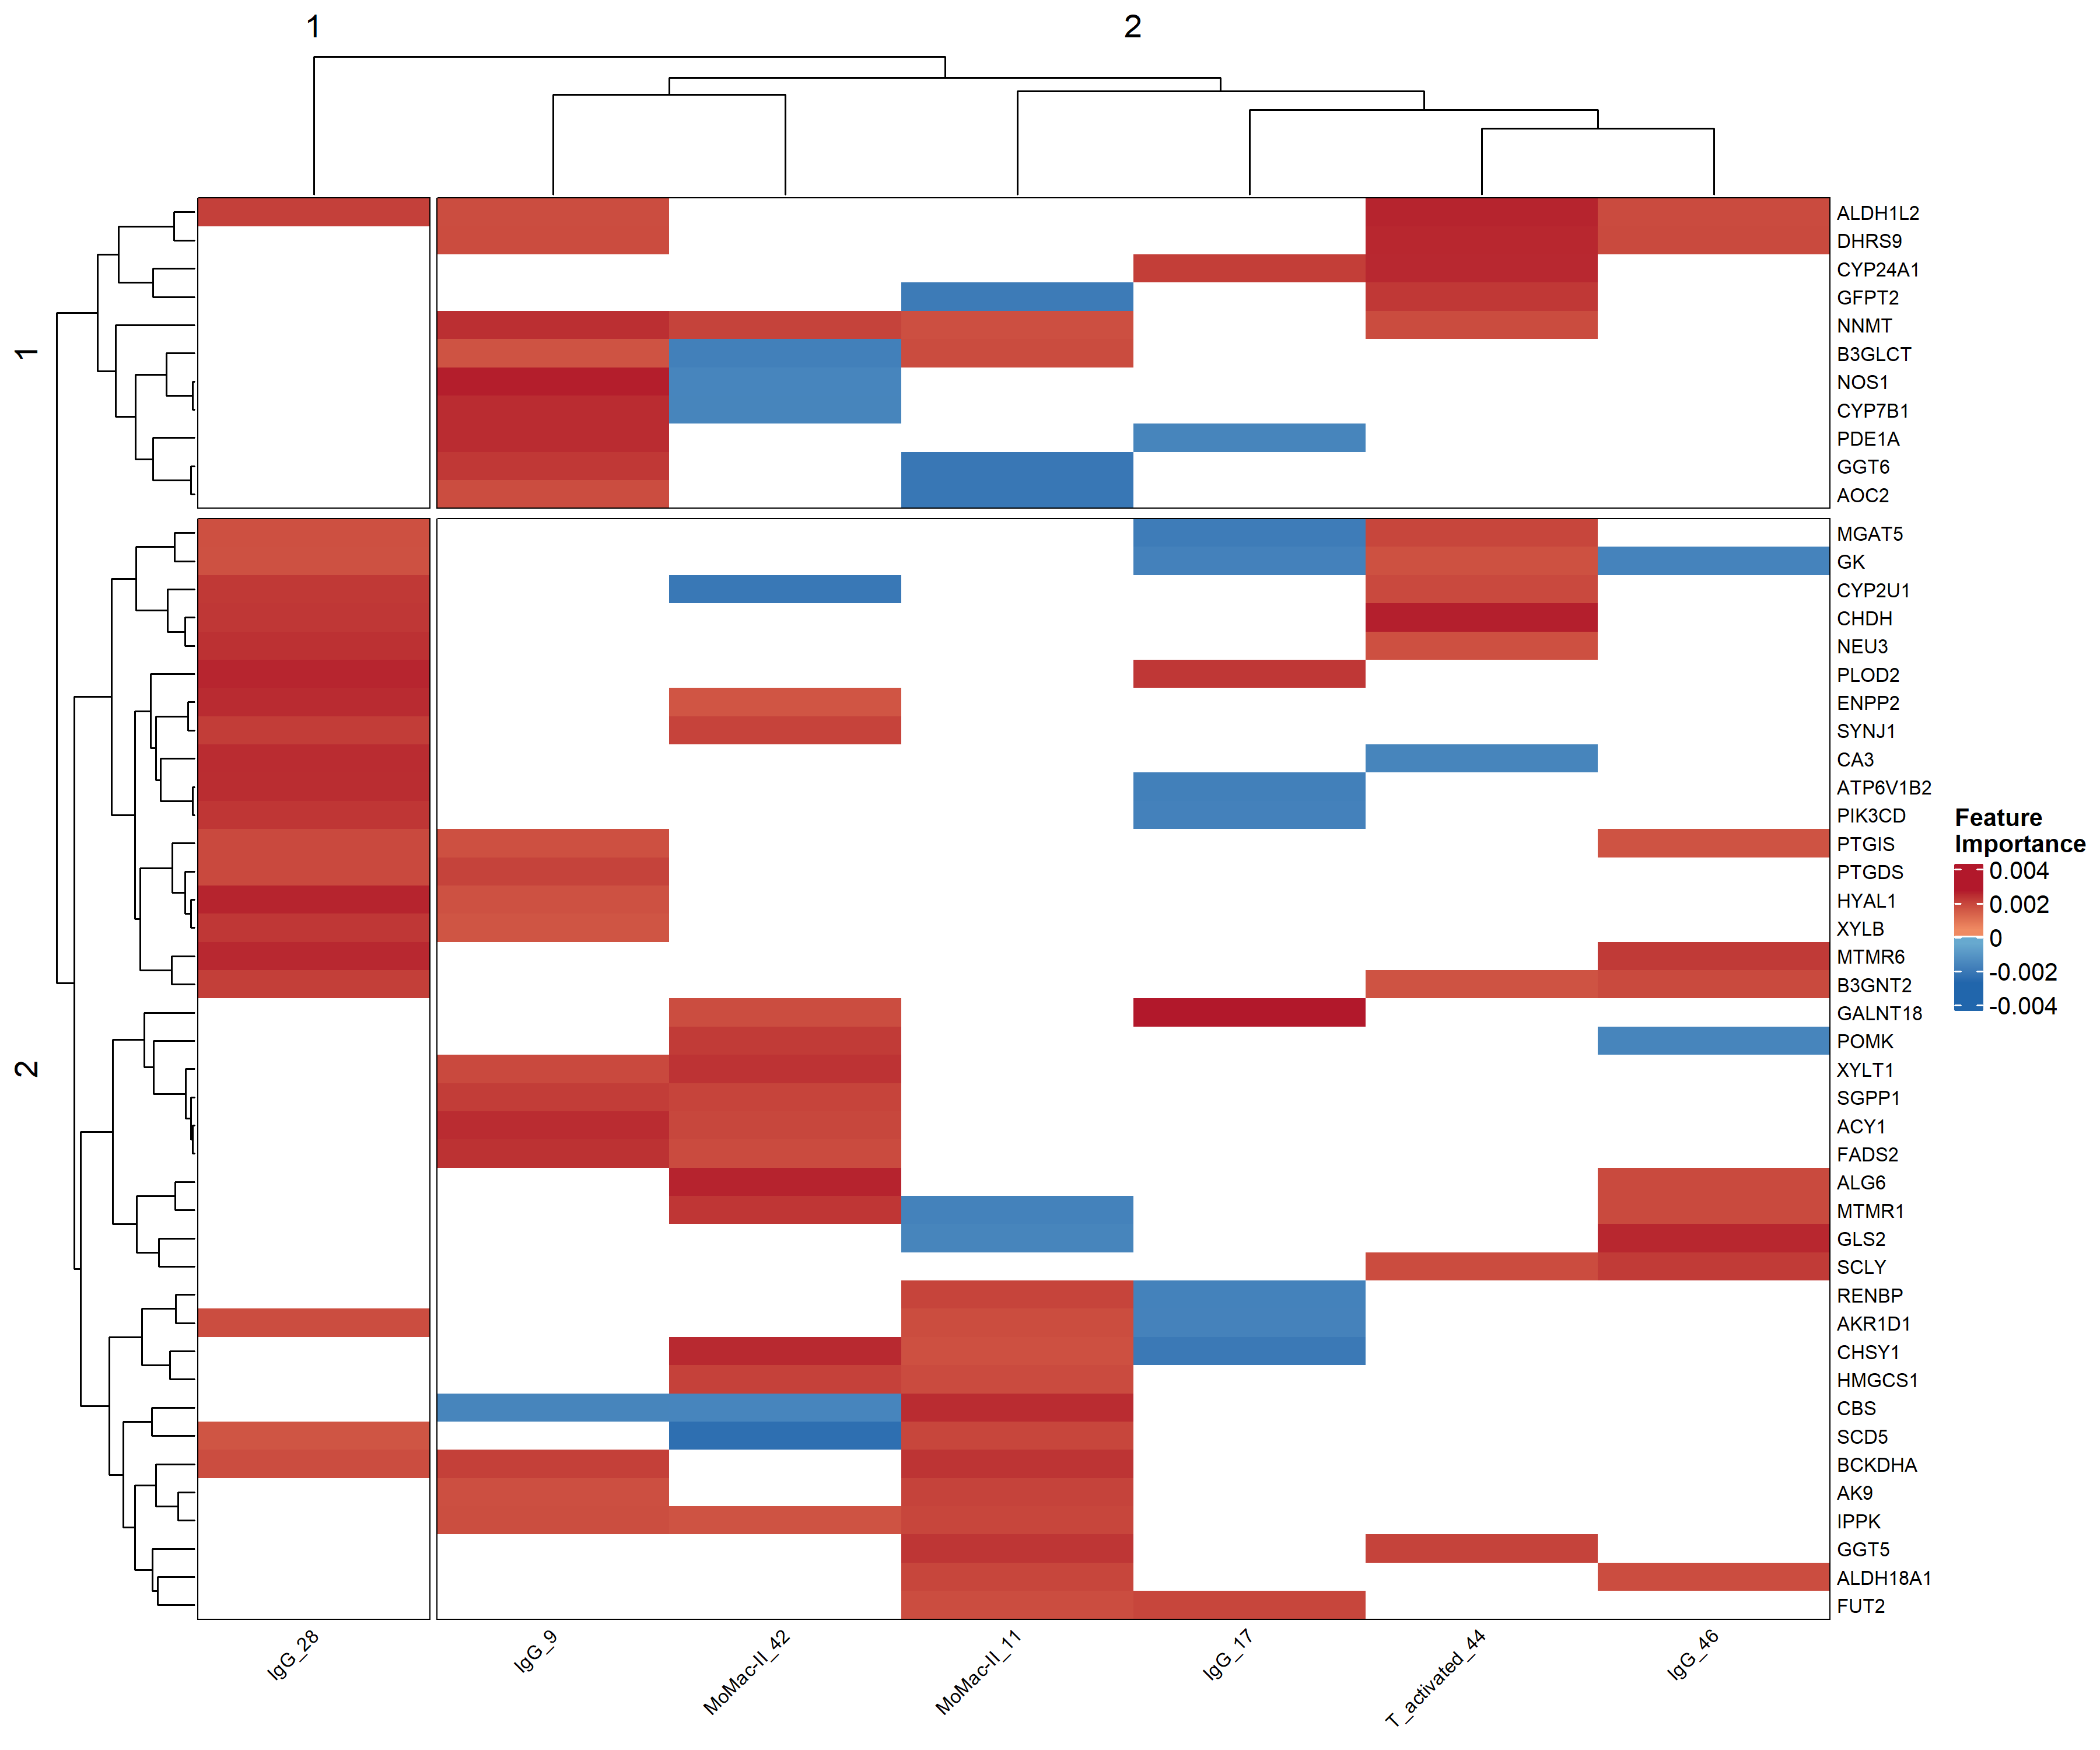 1
2
1
2
ALDH1L2
DHRS9
CYP24A1
GFPT2
NNMT
B3GLCT
NOS1
CYP7B1
PDE1A
GGT6
AOC2
MGAT5
GK
CYP2U1
CHDH
NEU3
PLOD2
ENPP2
SYNJ1
CA3
ATP6V1B2
PIK3CD
PTGIS
PTGDS
HYAL1
XYLB
MTMR6
B3GNT2
GALNT18
POMK
XYLT1
SGPP1
ACY1
FADS2
ALG6
MTMR1
GLS2
SCLY
RENBP
AKR1D1
CHSY1
HMGCS1
CBS
SCD5
BCKDHA
AK9
IPPK
GGT5
ALDH18A1
FUT2
Feature
Importance
0.004
0.002
0
-0.002
-0.004
IgG_28
IgG_9
MoMac-II_42
MoMac-II_11
IgG_17
T_activated_44
IgG_46